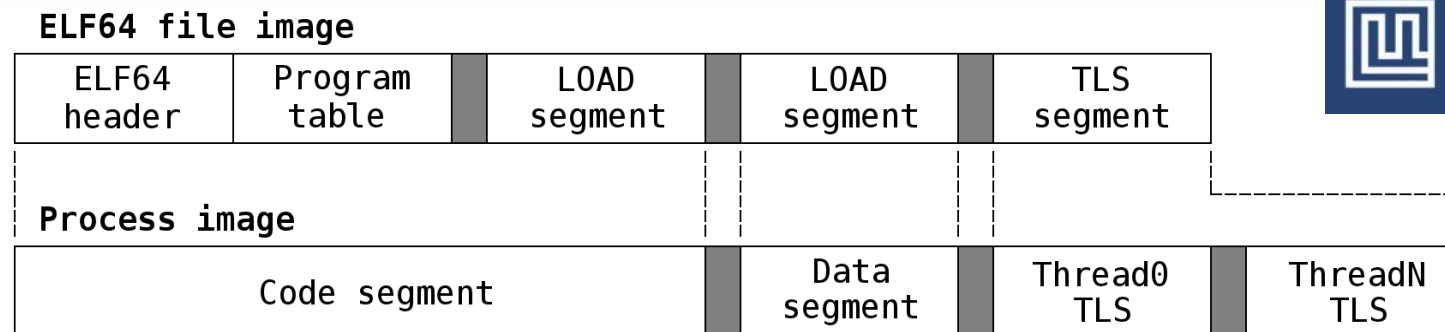 ELF64 file image
ELF64
header
Program
table
LOAD
segment
LOAD
segment
TLS
segment
Process image
Code segment
Data
segment
Thread0
TLS
ThreadN
TLS